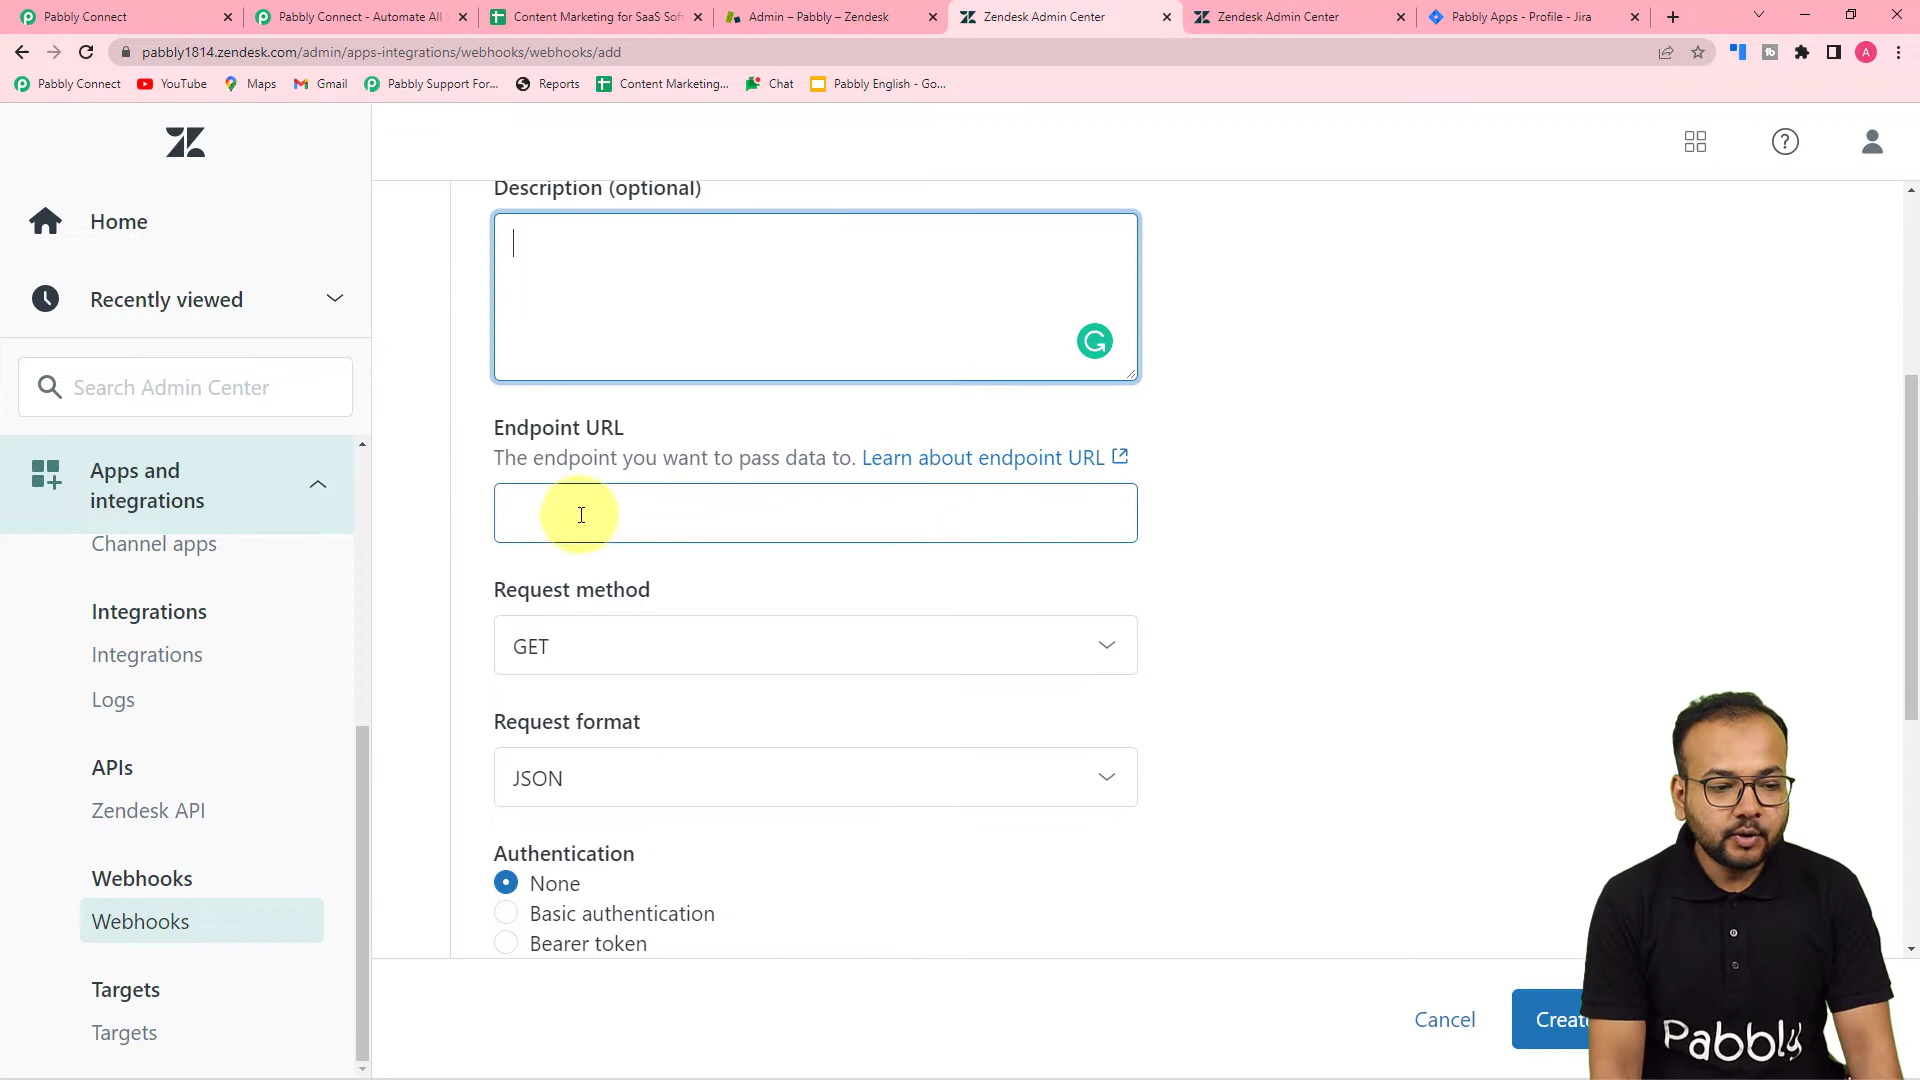 Pabbly Connect
Pabbly Connect - Automate All
Content Marketing for SaaS Soft
Admin – Pabbly – Zendesk
Zendesk Admin Center
Zendesk Admin Center
Pabbly Apps - Profile - Jira
pabbly1814.zendesk.com/admin/apps-integrations/webhooks/webhooks/add
A
Pabbly Connect
YouTube
Maps
Gmail
Pabbly Support For...
Reports
Content Marketing...
Chat
Pabbly English - Go...
Home
Recently viewed
Search Admin Center
Apps and
integrations
Channel apps
Integrations
Integrations
Logs
APIs
Zendesk API
Webhooks
Webhooks
Targets
Targets
Description (optional)
Endpoint URL
The endpoint you want to pass data to. Learn about endpoint URL
Request method
GET
Request format
JSON
Authentication
None
Basic authentication
Bearer token
Cancel
Create
Pabbly